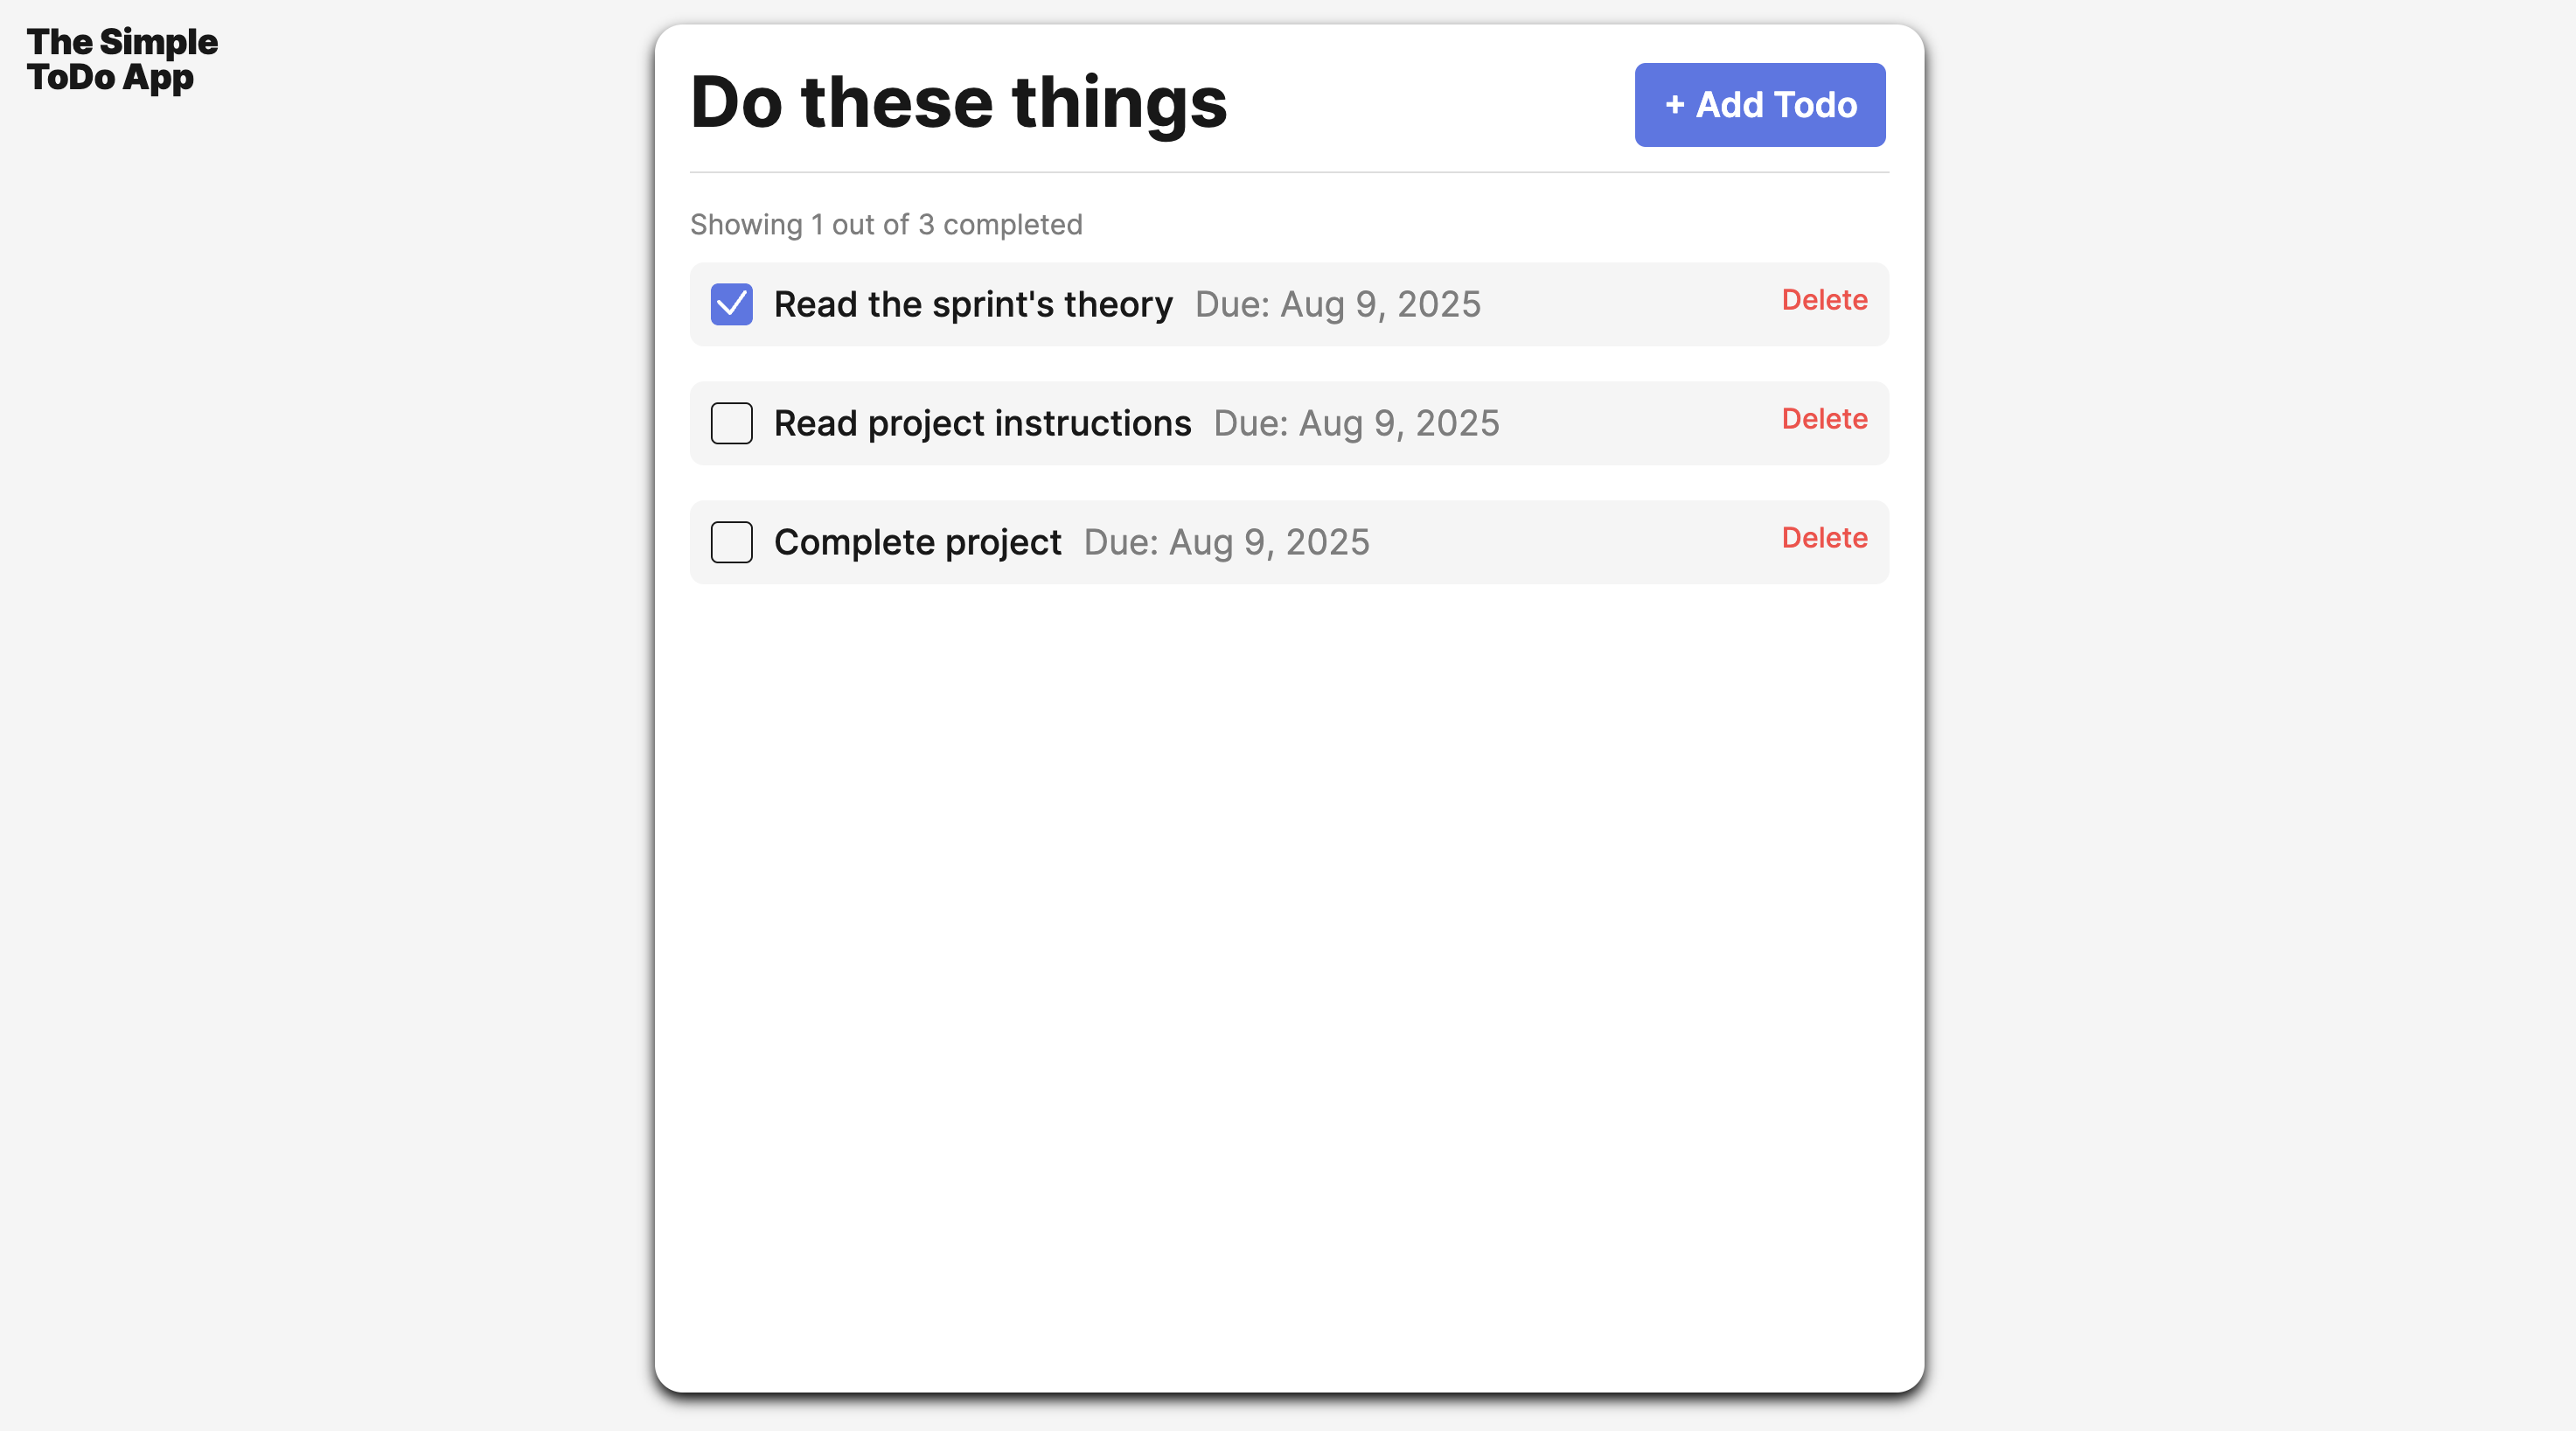 The Simple
ToDo App
Do these things
+ Add Todo
Showing 1 out of 3 completed
Read the sprint's theory Due: Aug 9, 2025 Delete
Read project instructions Due: Aug 9, 2025 Delete
Complete project Due: Aug 9, 2025 Delete